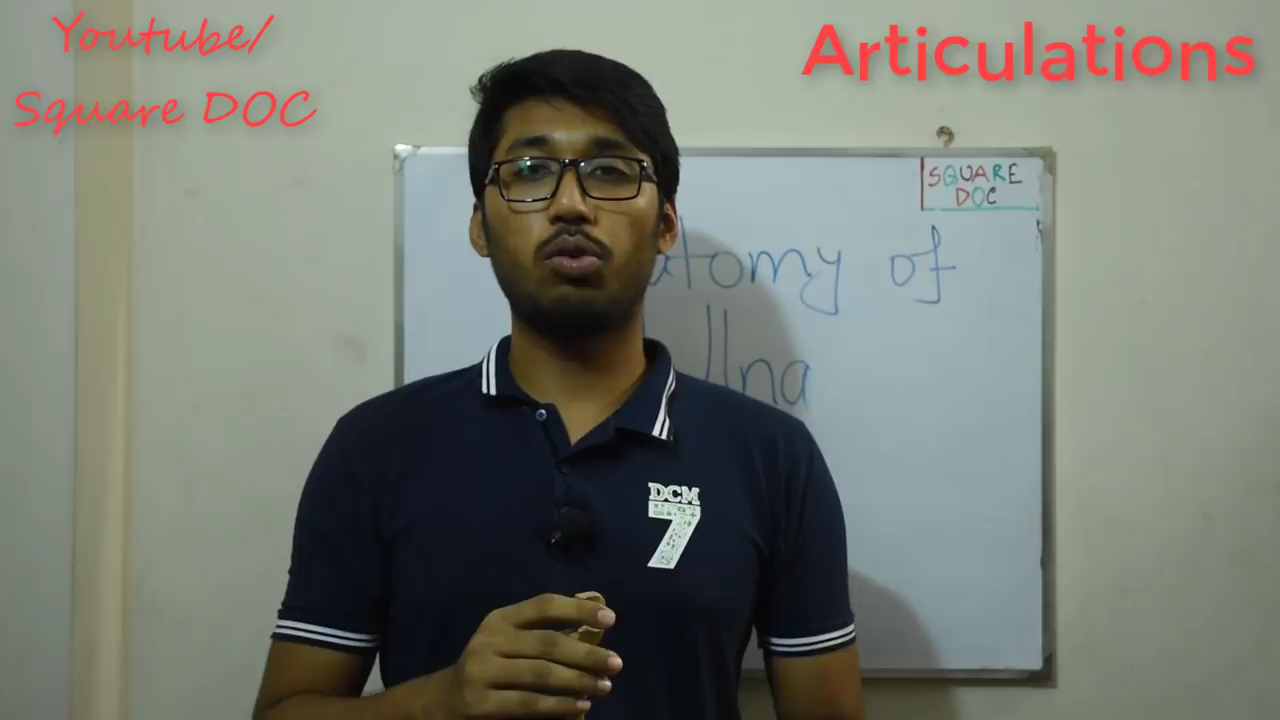 Youtube/
Square DOC
Articulations
SQUARE
DOC
of
DCM
7